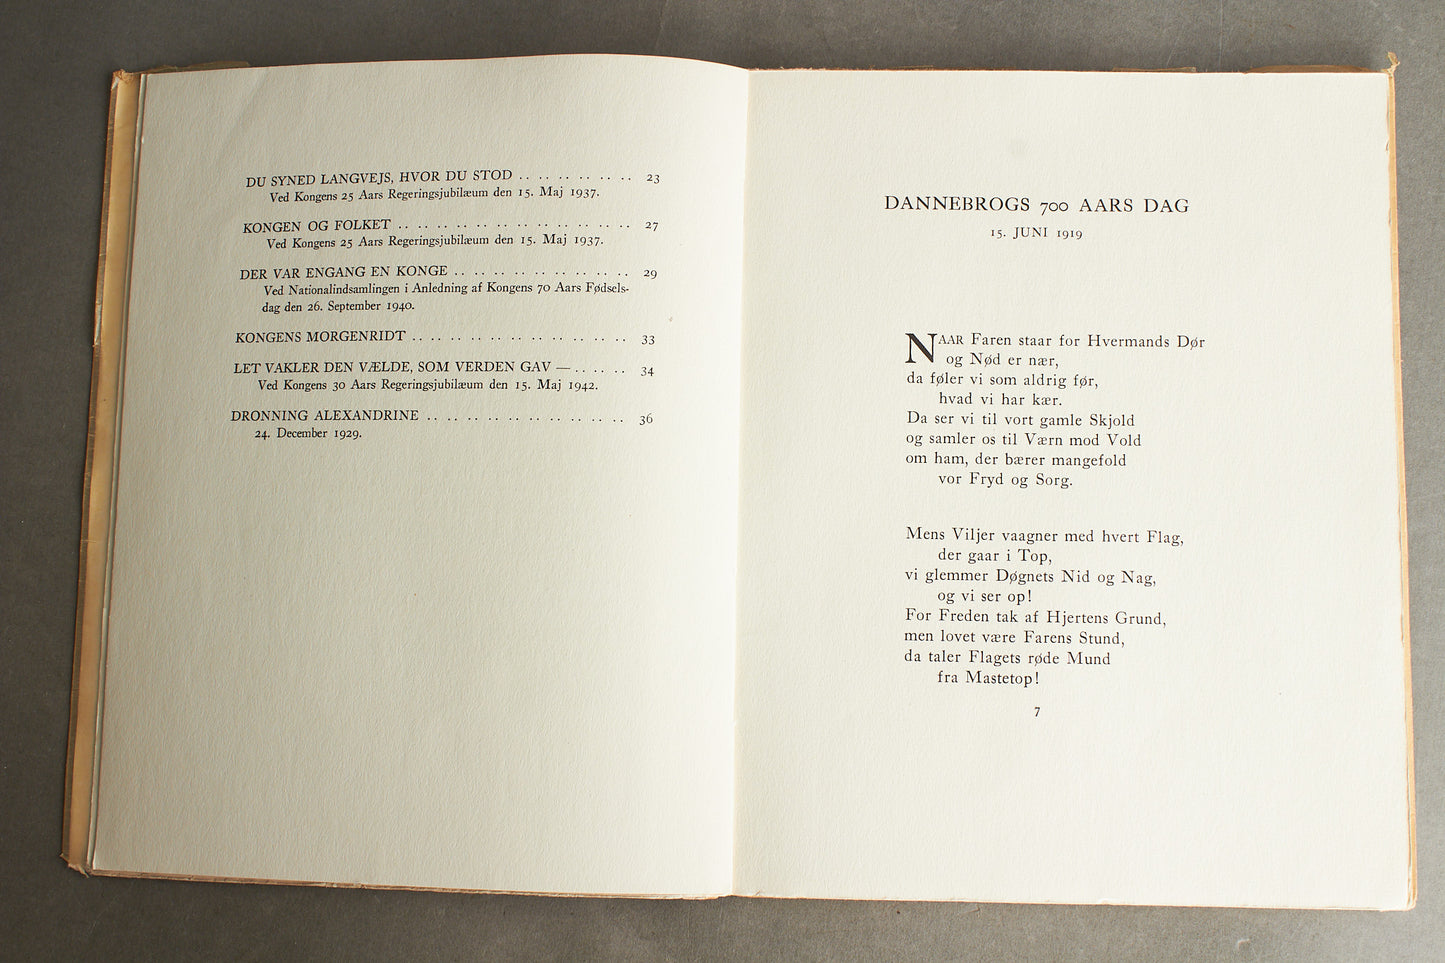 DU SYNED LANGVEJS, HVOR DU STOD .. .. .. .. .. .. 23
Ved Kongens 25 Aars Regeringsjubilæum den 15. Maj 1937.
KONGEN OG FOLKET .. .. .. .. .. .. .. .. .. .. .. .. 27
Ved Kongens 25 Aars Regeringsjubilæum den 15. Maj 1937.
DER VAR ENGANG EN KONGE .. .. .. .. .. .. .. .. .. 29
Ved Nationalindsamlingen i Anledning af Kongens 70 Aars Fødsels-
dag den 26. September 1940.
KONGENS MORGENRIDT .. .. .. .. .. .. .. .. .. .. .. 33
LET VAKLER DEN VÆLDE, SOM VERDEN GAV — .. .. .. 34
Ved Kongens 30 Aars Regeringsjubilæum den 15. Maj 1942.
DRONNING ALEXANDRINE .. .. .. .. .. .. .. .. .. .. 36
24. December 1929.
DANNEBROGS 700 AARS DAG
15. JUNI 1919
NAAR Faren staar for Hvermands Dør
og Nød er nær,
da føler vi som aldrig før,
hvad vi har kær.
Da ser vi til vort gamle Skjold
og samler os til Værn mod Vold
om ham, der bærer mangefold
vor Fryd og Sorg.
Mens Viljer vaagner med hvert Flag,
der gaar i Top,
vi glemmer Døgnets Nid og Nag,
og vi ser op!
For Freden tak af Hjertens Grund,
men lovet være Farens Stund,
da taler Flagets røde Mund
fra Mastetop!
7